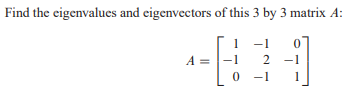 Find the eigenvalues and eigenvectors of this 3 by 3 matrix A:
1 -1 0
A = -1 2 -1
0 -1 1